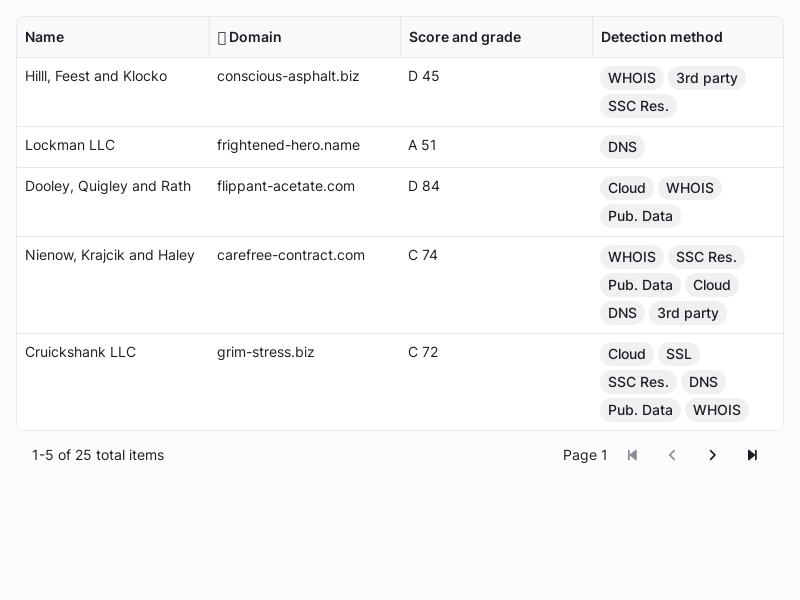 Name Domain Score and grade Detection method
Hilll, Feest and Klocko conscious-asphalt.biz D 45 WHOIS 3rd party
SSC Res.
Lockman LLC frightened-hero.name A 51 DNS
Dooley, Quigley and Rath flippant-acetate.com D 84 Cloud WHOIS
Pub. Data
Nienow, Krajcik and Haley carefree-contract.com C 74 WHOIS SSC Res.
Pub. Data Cloud
DNS 3rd party
Cruickshank LLC grim-stress.biz C 72 Cloud SSL
SSC Res. DNS
Pub. Data WHOIS
1-5 of 25 total items Page 1